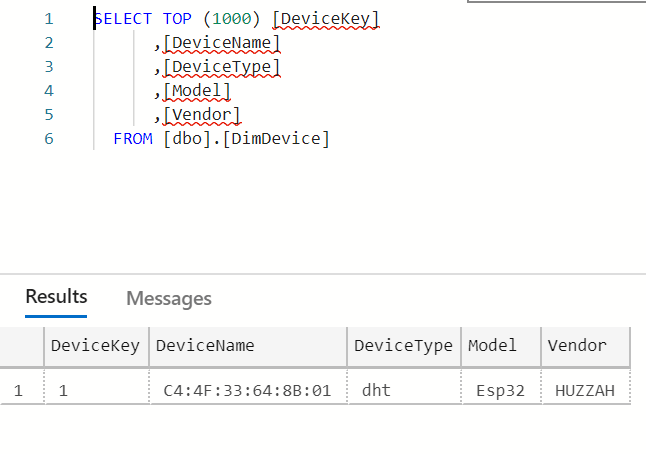 1 SELECT TOP (1000) [DeviceKey]
2 ,[DeviceName]
3 ,[DeviceType]
4 ,[Model]
5 ,[Vendor]
6 FROM [dbo].[DimDevice]
Results Messages
DeviceKey DeviceName DeviceType Model Vendor
1 1 C4:4F:33:64:8B:01 dht Esp32 HUZZAH